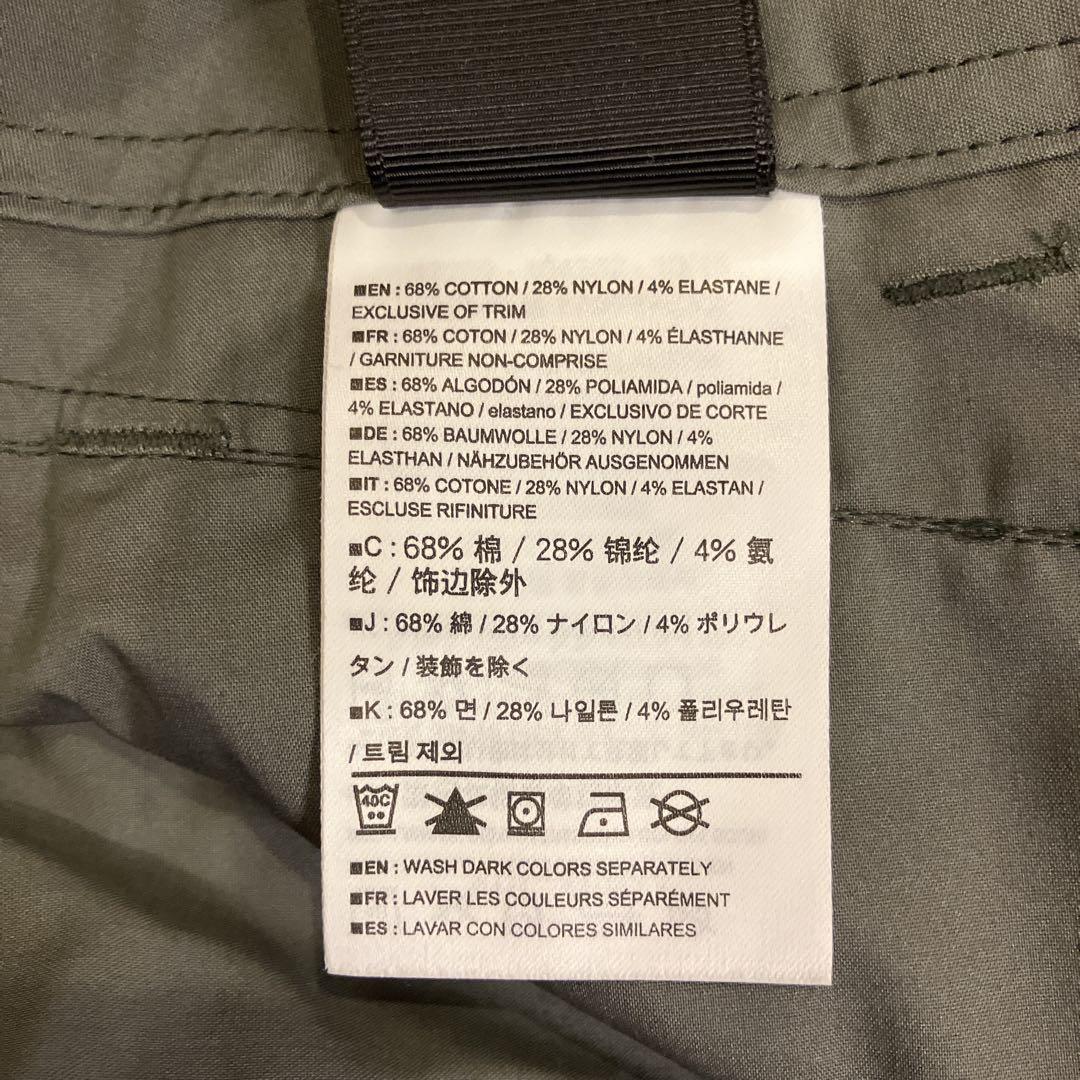 EN : 68% COTTON / 28% NYLON / 4% ELASTANE /
EXCLUSIVE OF TRIM
FR : 68% COTON / 28% NYLON / 4% ÉLASTHANNE
/ GARNITURE NON-COMPRISE
ES : 68% ALGODÓN / 28% POLIAMIDA / poliamida /
4% ELASTANO / elastano / EXCLUSIVO DE CORTE
DE : 68% BAUMWOLLE / 28% NYLON / 4%
ELASTHAN / NÄHZUBEHÖR AUSGENOMMEN
IT : 68% COTONE / 28% NYLON / 4% ELASTAN /
ESCLUSE RIFINITURE
C : 68% 棉 / 28% 锦纶 / 4% 氨
纶 / 饰边除外
J : 68% 綿 / 28% ナイロン / 4% ポリウレ
タン / 装飾を除く
K : 68% 면 / 28% 나일론 / 4% 폴리우레탄
/ 트림 제외
40C
EN : WASH DARK COLORS SEPARATELY
FR : LAVER LES COULEURS SÉPARÉMENT
ES : LAVAR CON COLORES SIMILARES